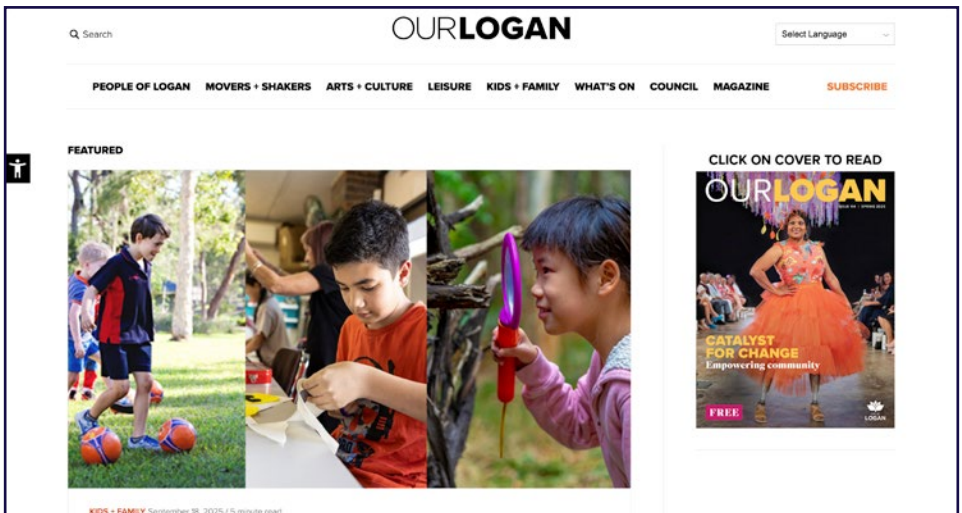 Search
OURLOGAN
Select Language
PEOPLE OF LOGAN MOVERS + SHAKERS ARTS + CULTURE LEISURE KIDS + FAMILY WHAT'S ON COUNCIL MAGAZINE SUBSCRIBE
FEATURED
CLICK ON COVER TO READ
OURLOGAN
CATALYST
FOR CHANGE
Empowering community
FREE
LOGAN
KIDS + FAMILY September 18, 2025 / 5 minute read